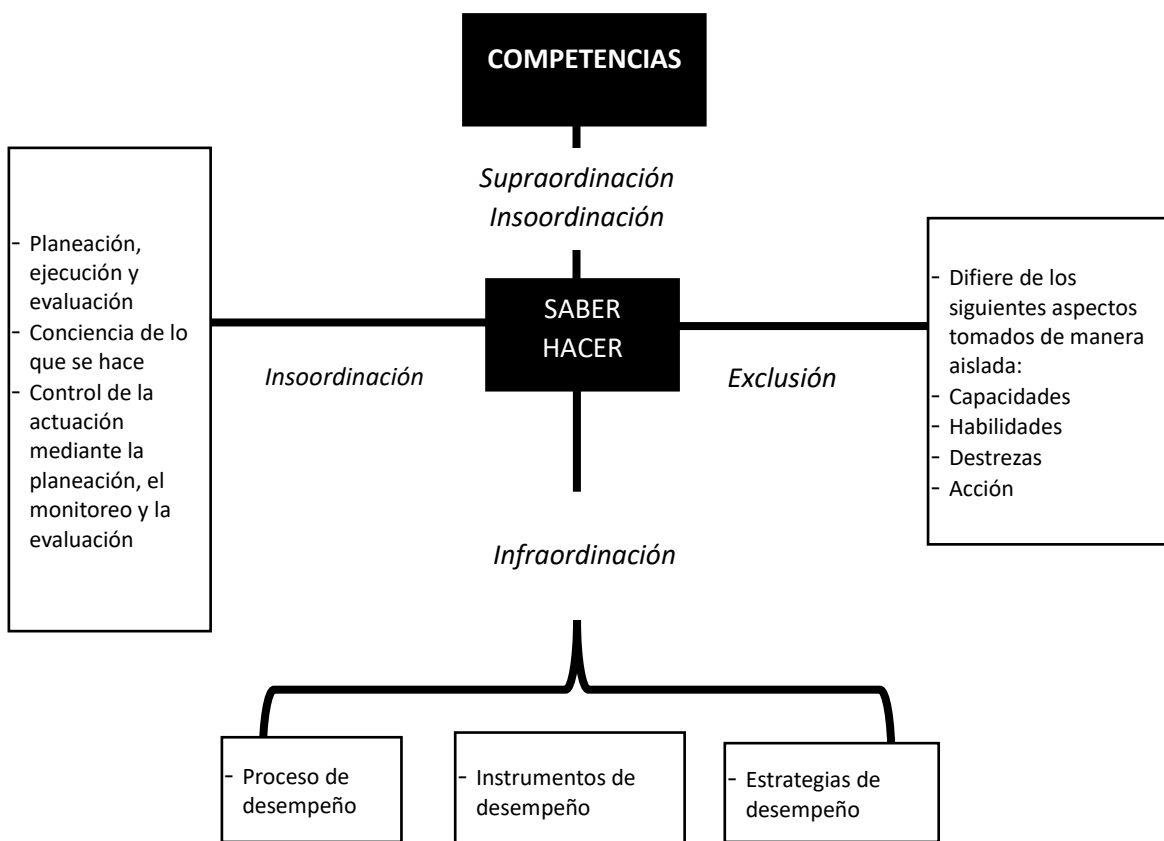 COMPETENCIAS
Supraordinación
Insoordinación
- Planeación,
ejecución y
evaluación
- Conciencia de lo
que se hace
- Control de la
actuación
mediante la
planeación, el
monitoreo y la
evaluación
Insoordinación
SABER
HACER
Exclusión
- Difiere de los
siguientes aspectos
tomados de manera
aislada:
- Capacidades
- Habilidades
- Destrezas
- Acción
Infraordinación
- Proceso de
desempeño
- Instrumentos de
desempeño
- Estrategias de
desempeño